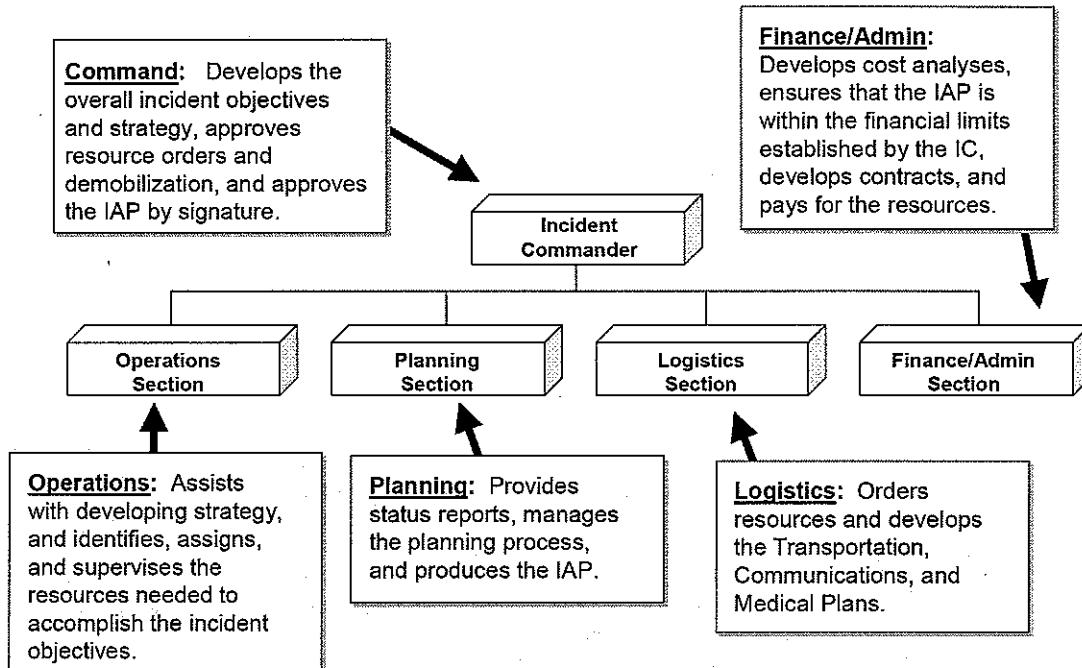 Command: Develops the
overall incident objectives
and strategy, approves
resource orders and
demobilization, and approves
the IAP by signature.
Finance/Admin:
Develops cost analyses,
ensures that the IAP is
within the financial limits
established by the IC,
develops contracts, and
pays for the resources.
Incident
Commander
Operations
Section
Planning
Section
Logistics
Section
Finance/Admin
Section
Operations: Assists
with developing strategy,
and identifies, assigns,
and supervises the
resources needed to
accomplish the incident
objectives.
Planning: Provides
status reports, manages
the planning process,
and produces the IAP.
Logistics: Orders
resources and develops
the Transportation,
Communications, and
Medical Plans.